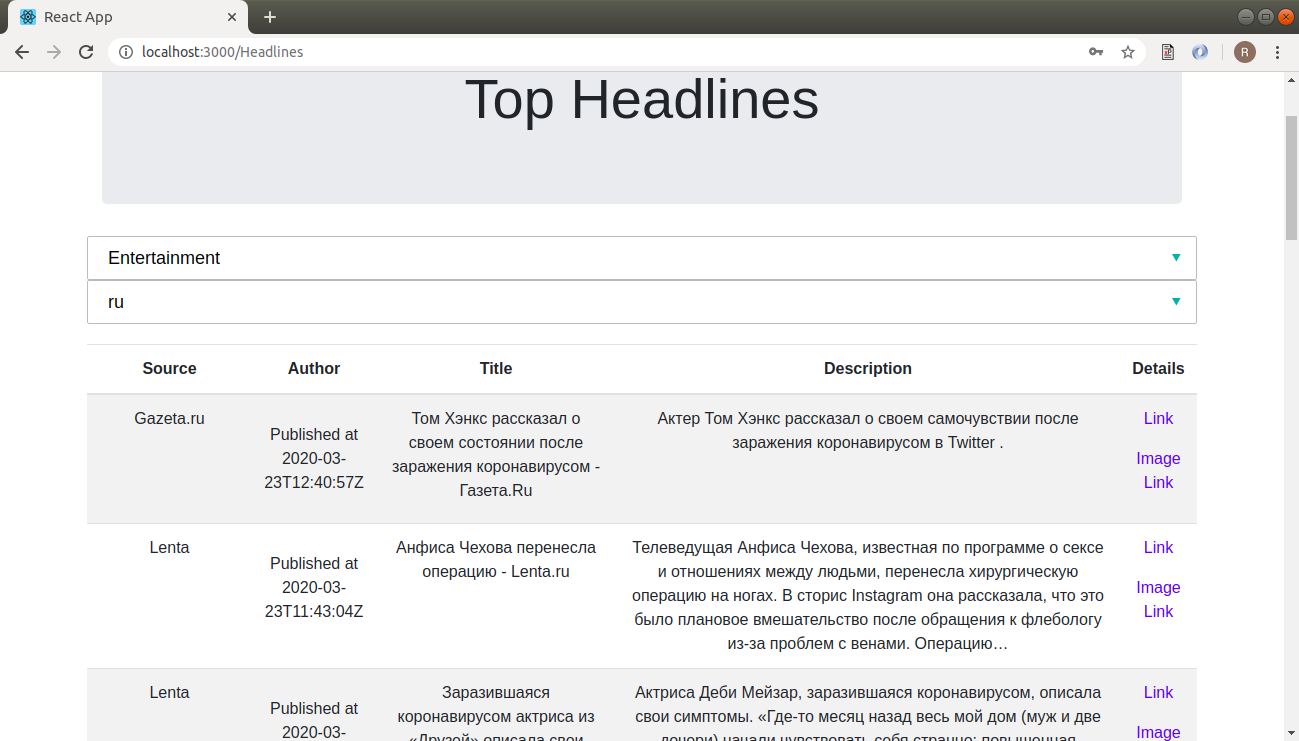 React App
localhost:3000/Headlines
R
Top Headlines
Entertainment
ru
Source Author Title Description Details
Gazeta.ru
Published at
2020-03-
23T12:40:57Z
Том Хэнкс рассказал о
своем состоянии после
заражения коронавирусом -
Газета.Ru
Актер Том Хэнкс рассказал о своем самочувствии после
заражения коронавирусом в Twitter .
Link
Image
Link
Lenta
Published at
2020-03-
23T11:43:04Z
Анфиса Чехова перенесла
операцию - Lenta.ru
Телеведущая Анфиса Чехова, известная по программе о сексе
и отношениях между людьми, перенесла хирургическую
операцию на ногах. В сторис Instagram она рассказала, что это
было плановое вмешательство после обращения к флебологу
из-за проблем с венами. Операцию…
Link
Image
Link
Lenta
Published at
2020-03-
Заразившаяся
коронавирусом актриса из
«Друзей» описала свои
Актриса Деби Мейзар, заразившаяся коронавирусом, описала
свои симптомы. «Где-то месяц назад весь мой дом (муж и две
дочери) начали чувствовать себя странно: повышенная
Link
Image